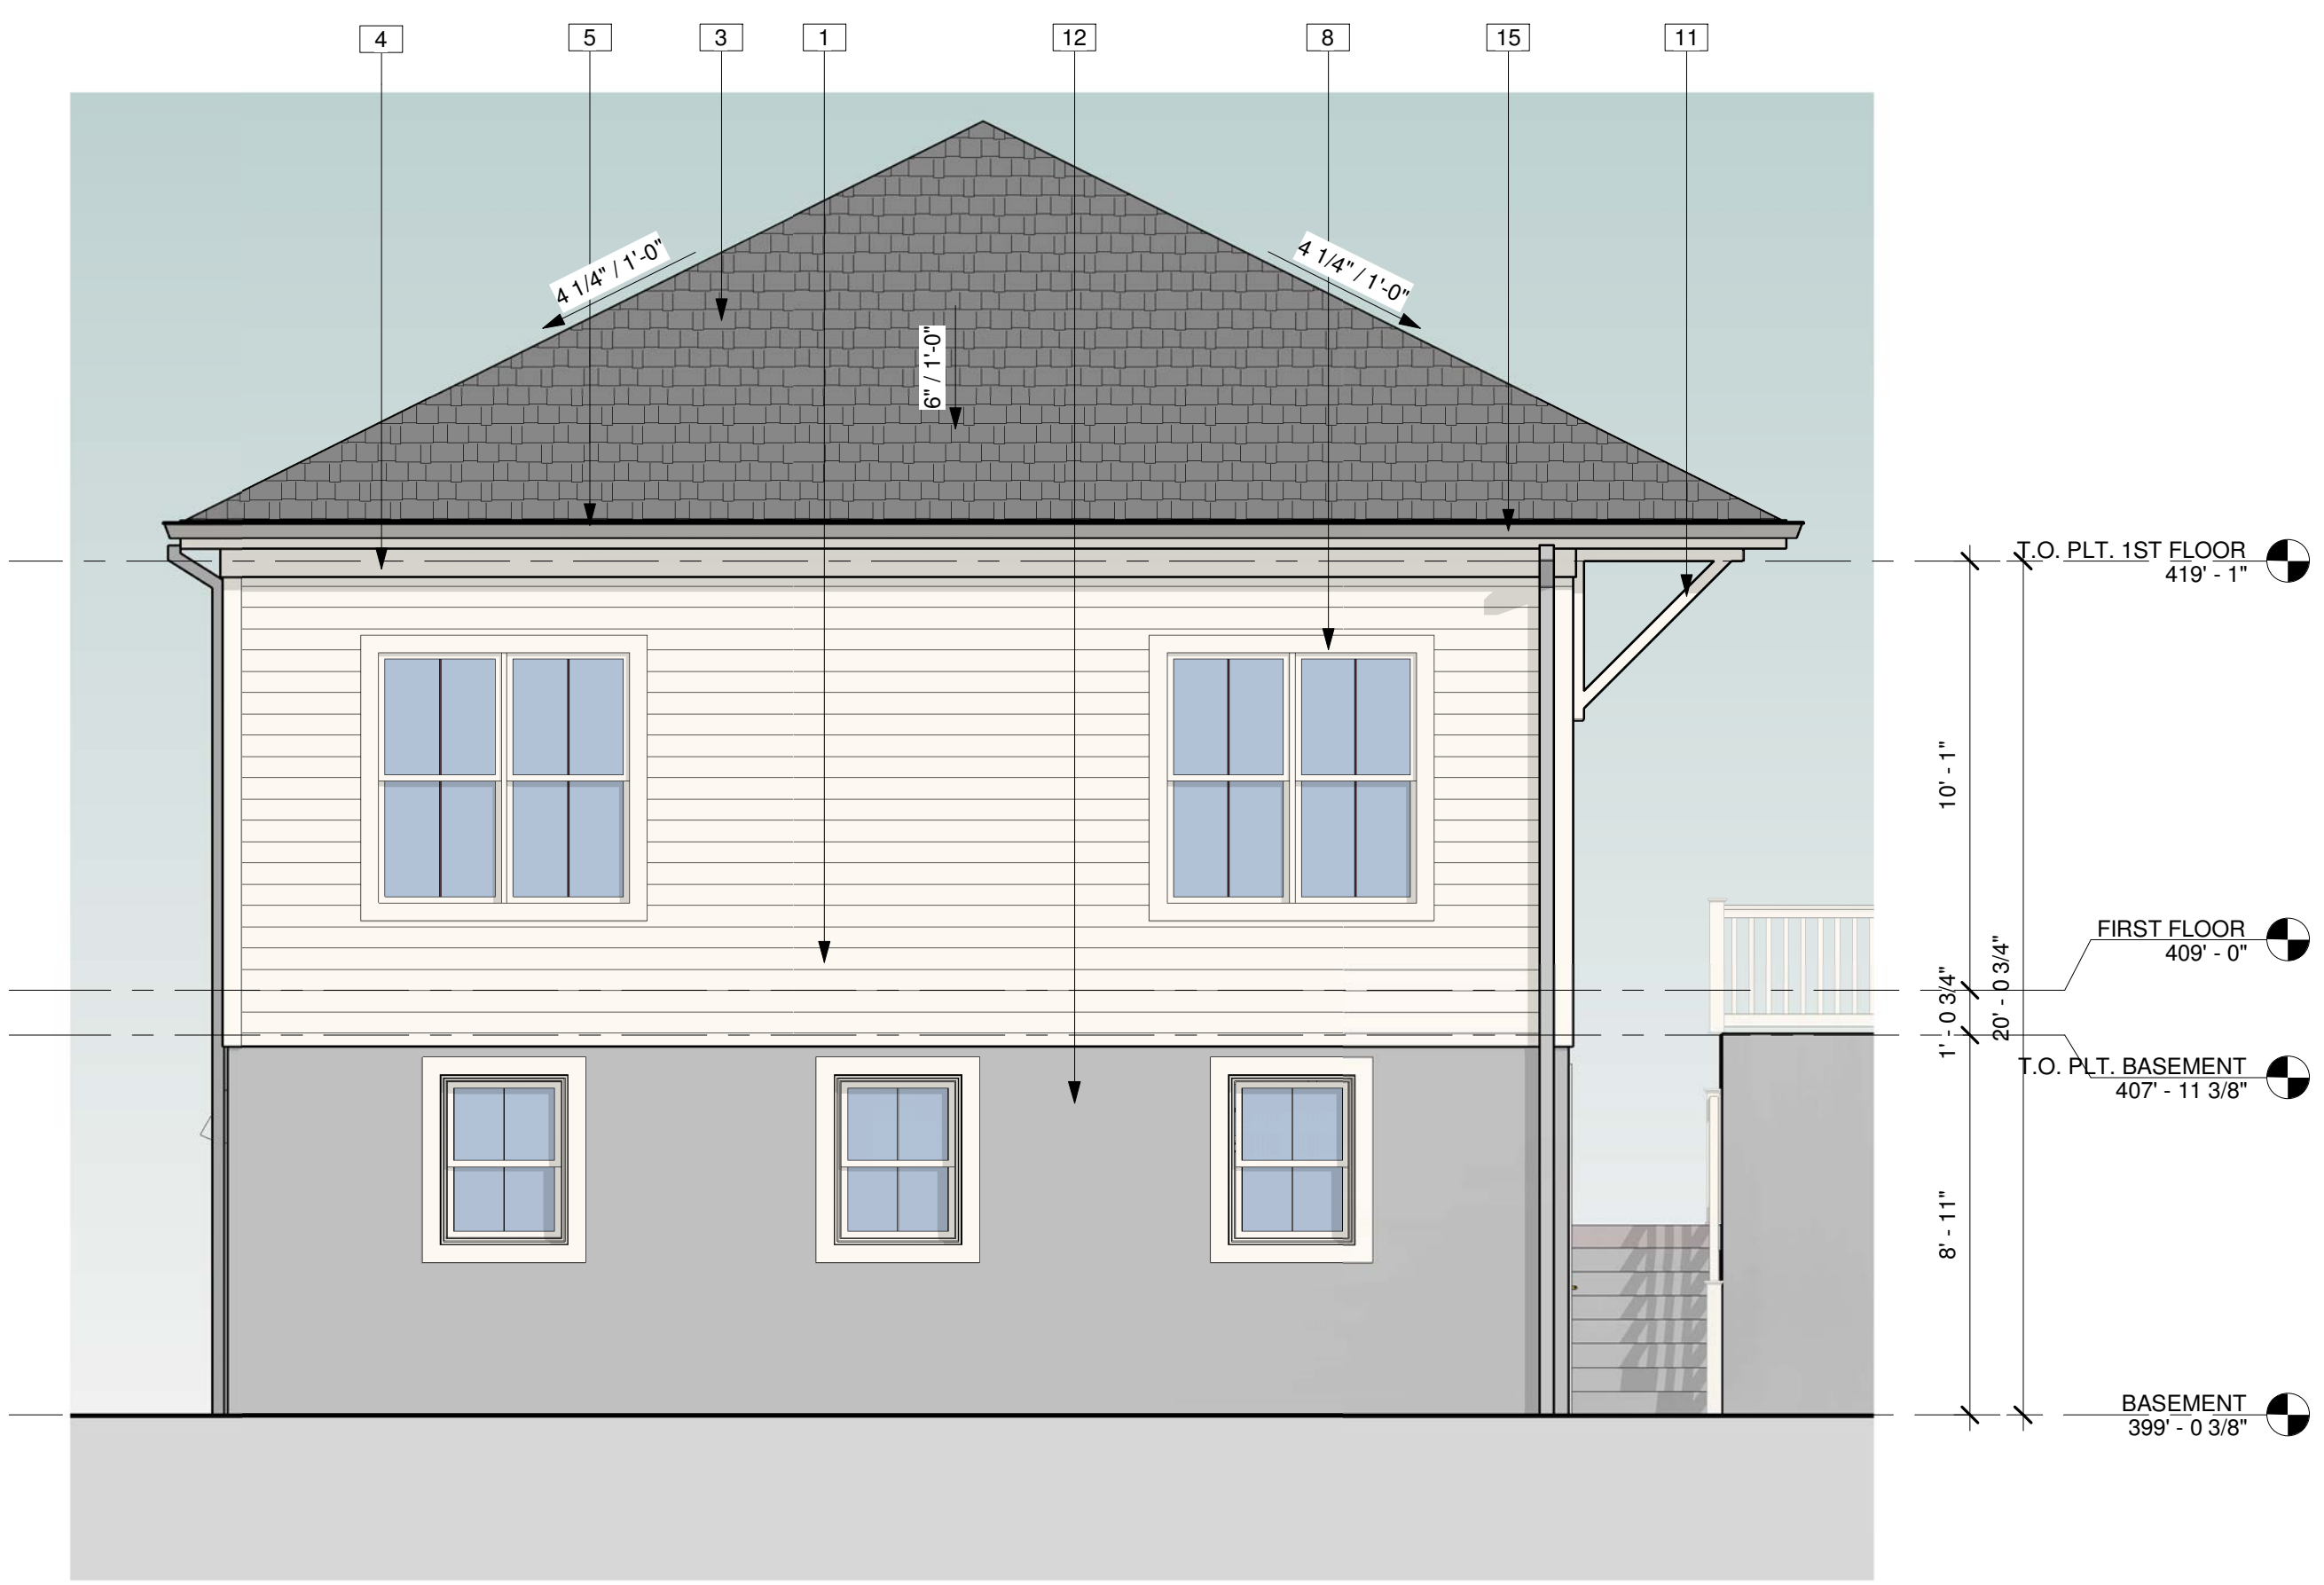 4
5
3
1
12
8
15
11
4 1/4" / 1'-0"
4 1/4" / 1'-0"
6" / 1'-0"
T.O. PLT. 1ST FLOOR
419' - 1"
10' - 1"
FIRST FLOOR
409' - 0"
1' - 0 3/4"
20' - 0 3/4"
T.O. PLT. BASEMENT
407' - 11 3/8"
8' - 11"
BASEMENT
399' - 0 3/8"